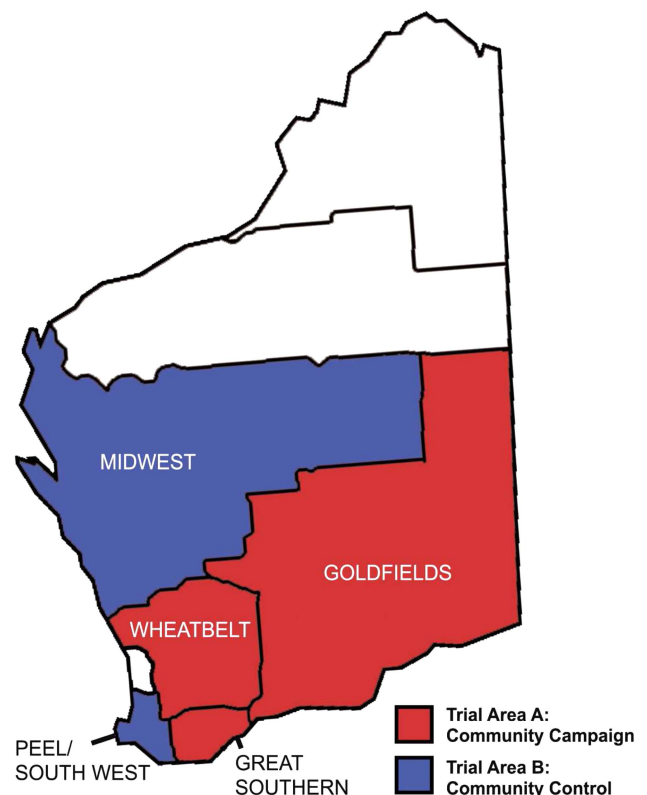 MIDWEST
GOLDFIELDS
WHEATBELT
PEEL/
SOUTH WEST
GREAT
SOUTHERN
Trial Area A:
Community Campaign
Trial Area B:
Community Control